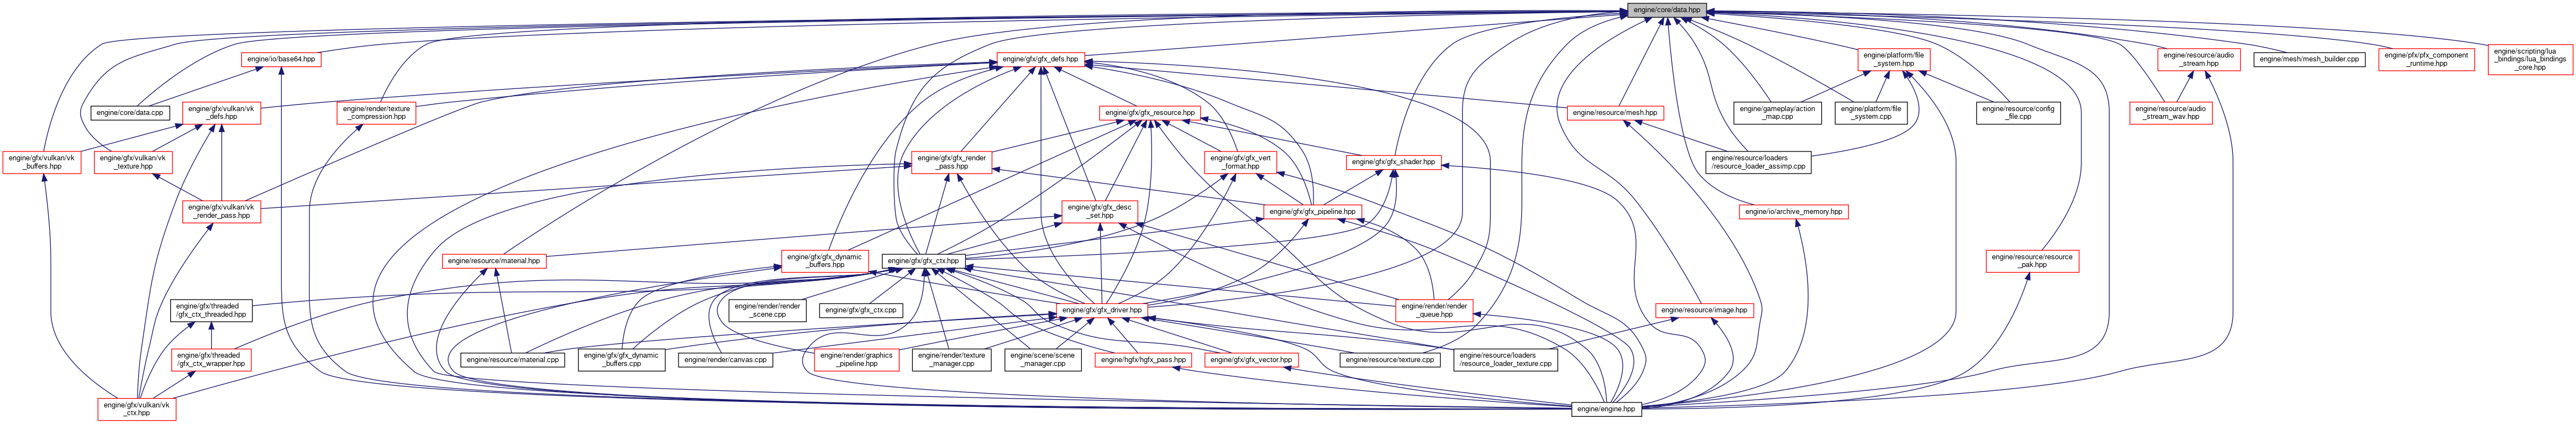 engine/core/data.hpp
engine/io/base64.hpp
engine/gfx/gfx_defs.hpp
engine/platform/file
_system.hpp
engine/resource/audio
_stream.hpp
engine/mesh/mesh_builder.cpp
engine/pfx/pfx_component
_runtime.hpp
engine/scripting/lua
_bindings/lua_bindings
_core.hpp
engine/core/data.cpp
engine/gfx/vulkan/vk
_defs.hpp
engine/render/texture
_compression.hpp
engine/gfx/gfx_resource.hpp
engine/resource/mesh.hpp
engine/gameplay/action
_map.cpp
engine/platform/file
_system.cpp
engine/resource/config
_file.cpp
engine/resource/audio
_stream_wav.hpp
engine/gfx/vulkan/vk
_buffers.hpp
engine/gfx/vulkan/vk
_texture.hpp
engine/gfx/gfx_render
_pass.hpp
engine/gfx/gfx_vert
_format.hpp
engine/gfx/gfx_shader.hpp
engine/resource/loaders
/resource_loader_assimp.cpp
engine/gfx/vulkan/vk
_render_pass.hpp
engine/gfx/gfx_desc
_set.hpp
engine/gfx/gfx_pipeline.hpp
engine/io/archive_memory.hpp
engine/resource/material.hpp
engine/gfx/gfx_dynamic
_buffers.hpp
engine/gfx/gfx_ctx.hpp
engine/resource/resource
_pak.hpp
engine/gfx/threaded
/gfx_ctx_threaded.hpp
engine/render/render
_scene.cpp
engine/gfx/gfx_ctx.cpp
engine/gfx/gfx_driver.hpp
engine/render/render
_queue.hpp
engine/resource/image.hpp
engine/gfx/threaded
/gfx_ctx_wrapper.hpp
engine/resource/material.cpp
engine/gfx/gfx_dynamic
_buffers.cpp
engine/render/canvas.cpp
engine/render/graphics
_pipeline.hpp
engine/render/texture
_manager.cpp
engine/scene/scene
_manager.cpp
engine/hgfx/hgfx_pass.hpp
engine/gfx/gfx_vector.hpp
engine/resource/texture.cpp
engine/resource/loaders
/resource_loader_texture.cpp
engine/gfx/vulkan/vk
_ctx.hpp
engine/engine.hpp